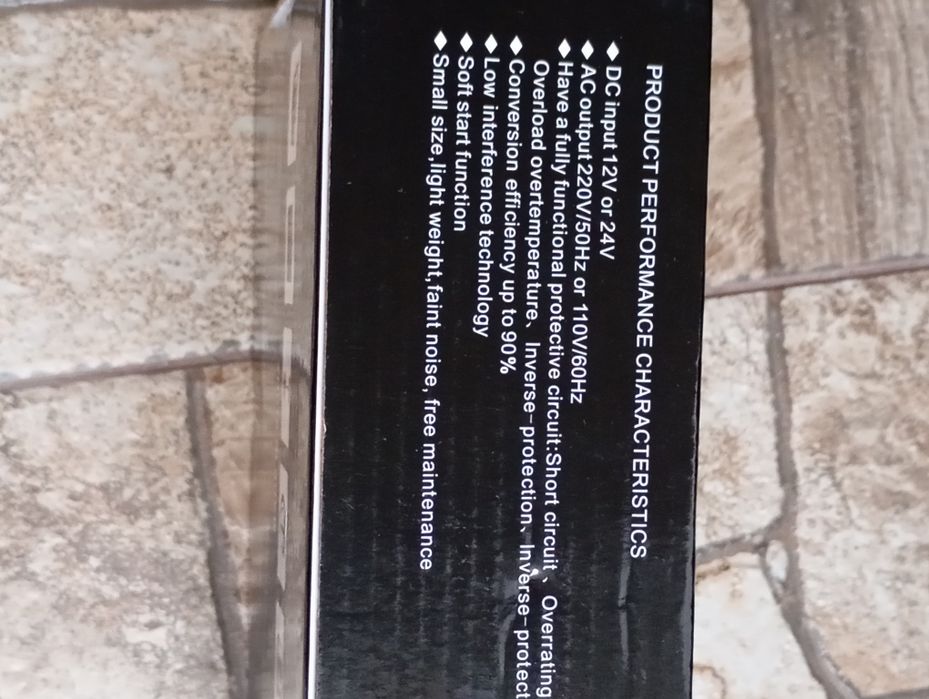 PRODUCT PERFORMANCE CHARACTERISTICS
◆DC input 12V or 24V
◆AC output 220V/50Hz or 110V/60Hz
◆Have a fully functional protective circuit:Short circuit、Overrating
Overload overtemperature、Inverse-protection、Inverse-protect
◆Conversion efficiency up to 90%
◆Low interference technology
◆Soft start function
◆Small size,light weight,faint noise, free maintenance